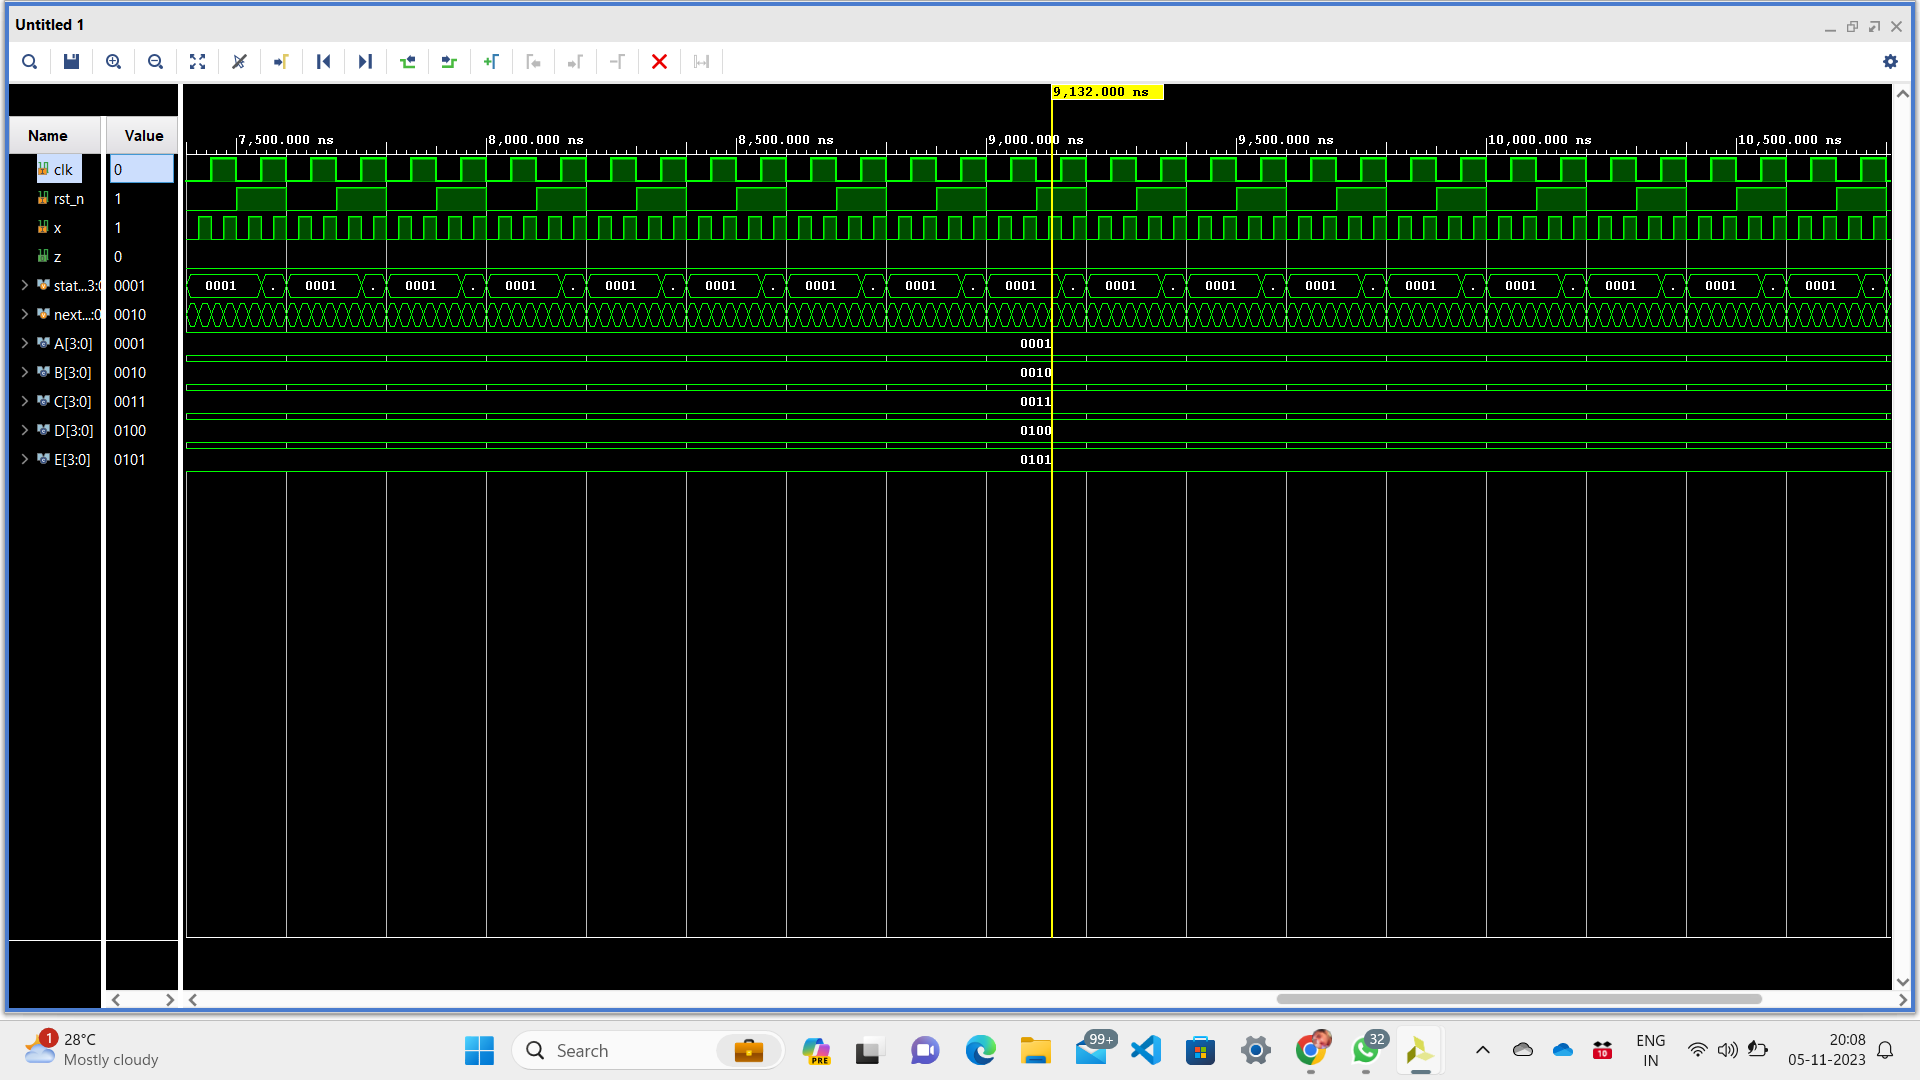 Untitled 1
9,132.000 ns
Name Value
7,500.000 ns 8,000.000 ns 8,500.000 ns 9,000.000 ns 9,500.000 ns 10,000.000 ns 10,500.000 ns
clk 0
rst_n 1
x 1
z 0
stat...3:0 0001 0001 . 0001 . 0001 . 0001 . 0001 . 0001 . 0001 . 0001 . 0001 . 0001 . 0001 . 0001 . 0001 . 0001 . 0001 . 0001 . 0001 .
next...:0 0010
A[3:0] 0001 0001
B[3:0] 0010 0010
C[3:0] 0011 0011
D[3:0] 0100 0100
E[3:0] 0101 0101
1
28°C
Mostly cloudy
Search
PRE
99+
32
10
ENG
IN
20:08
05-11-2023